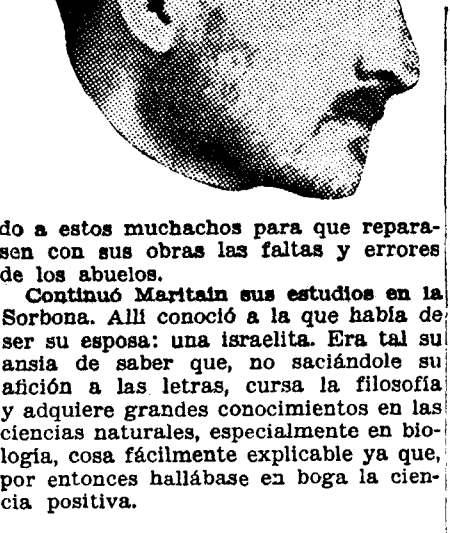 do a estos muchachos para que repara-
sen con sus obras las faltas y errores
de los abuelos.
Continuó Maritain sus estudios en la
Sorbona. Allí conoció a la que había de
ser su esposa: una israelita. Era tal su
ansia de saber que, no saciándole su
afición a las letras, cursa la filosofía
y adquiere grandes conocimientos en las
ciencias naturales, especialmente en bio-
logía, cosa fácilmente explicable ya que,
por entonces hallábase en boga la cien-
cia positiva.